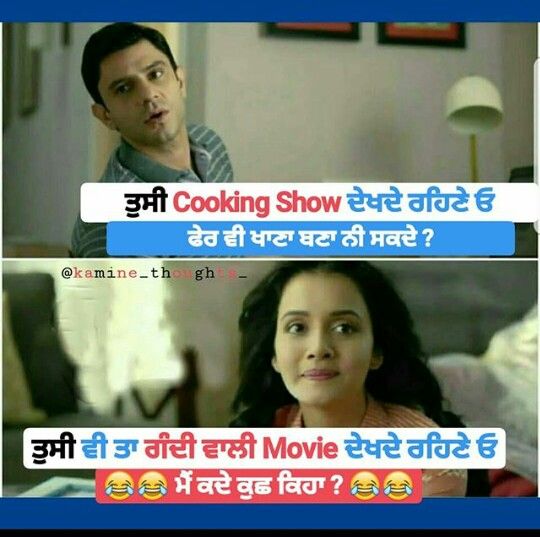 ਤੁਸੀ Cooking Show ਦੇਖਦੇ ਰਹਿਣੇ ਓ
ਫੇਰ ਵੀ ਖਾਣਾ ਬਣਾ ਨੀ ਸਕਦੇ ?
@kamine_thoughts_
ਤੁਸੀ ਵੀ ਤਾ ਗੰਦੀ ਵਾਲੀ Movie ਦੇਖਦੇ ਰਹਿਣੇ ਓ
😂😂 ਮੈਂ ਕਦੇ ਕੁਛ ਕਿਹਾ ? 😂😂